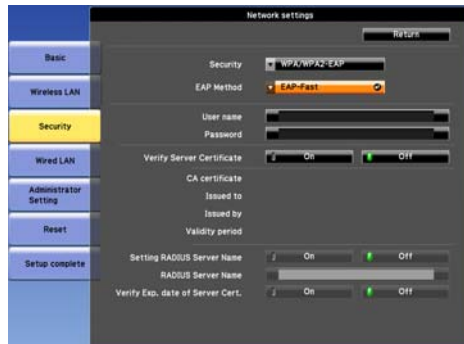 Network settings
Return
Basic
Wireless LAN
Security
Wired LAN
Administrator Setting
Reset
Setup complete
Security WPA/WPA2-EAP
EAP Method EAP-Fast
User name
Password
Verify Server Certificate On Off
CA certificate
Issued to
Issued by
Validity period
Setting RADIUS Server Name On Off
RADIUS Server Name
Verify Exp. date of Server Cert. On Off